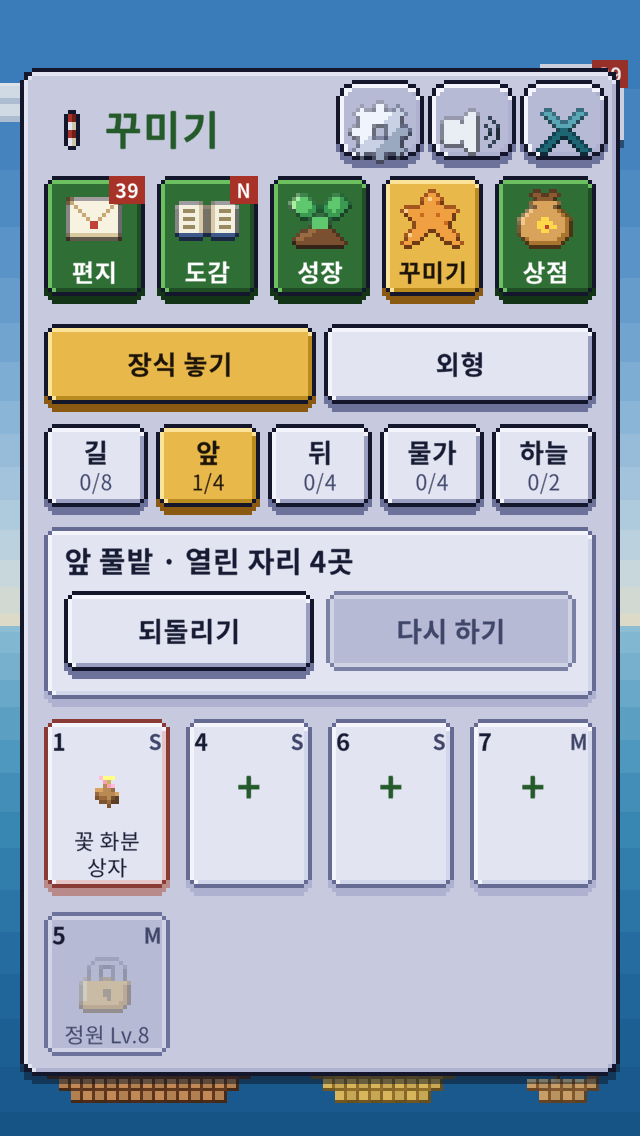 꾸미기
39
N
편지
도감
성장
꾸미기
상점
장식 놓기
외형
길
앞
뒤
물가
하늘
0/8
1/4
0/4
0/4
0/2
앞 풀밭 · 열린 자리 4곳
되돌리기
다시 하기
1 S
4 S
6 S
7 M
+
+
+
꽃 화분
상자
5 M
정원 Lv.8